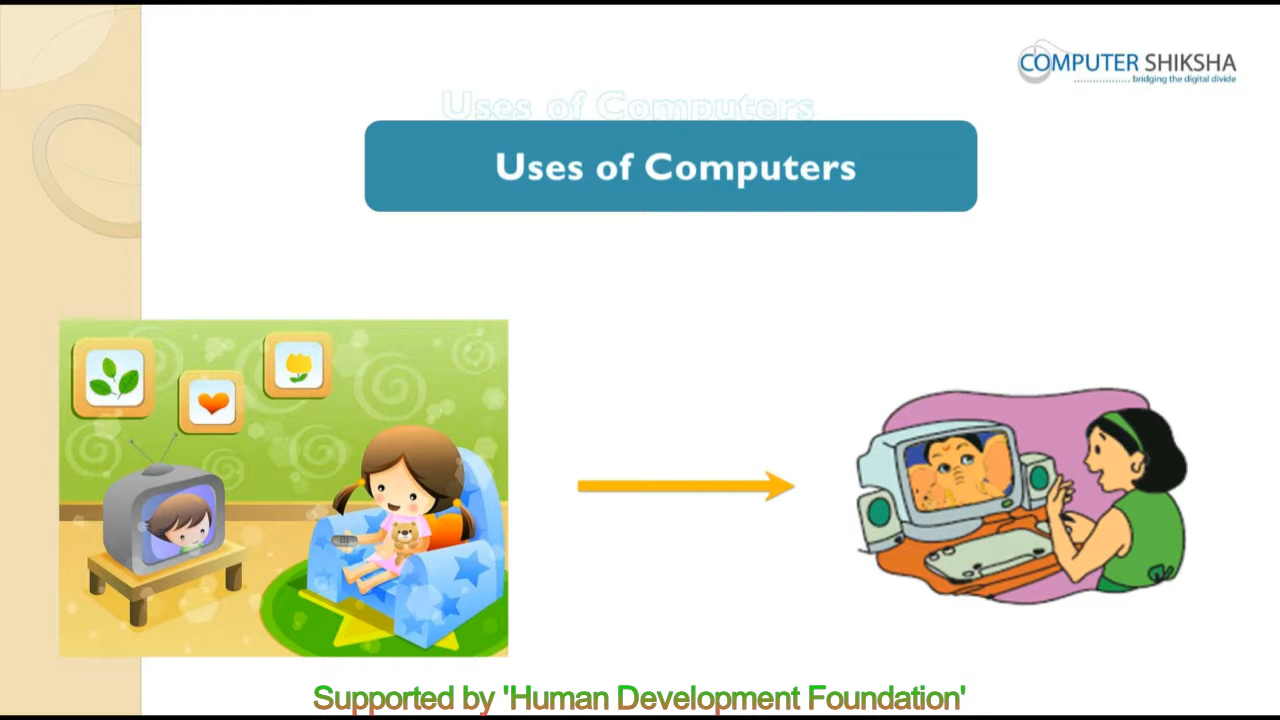 COMPUTER SHIKSHA
bridging the digital divide
Uses of Computers
Uses of Computers
Supported by 'Human Development Foundation'